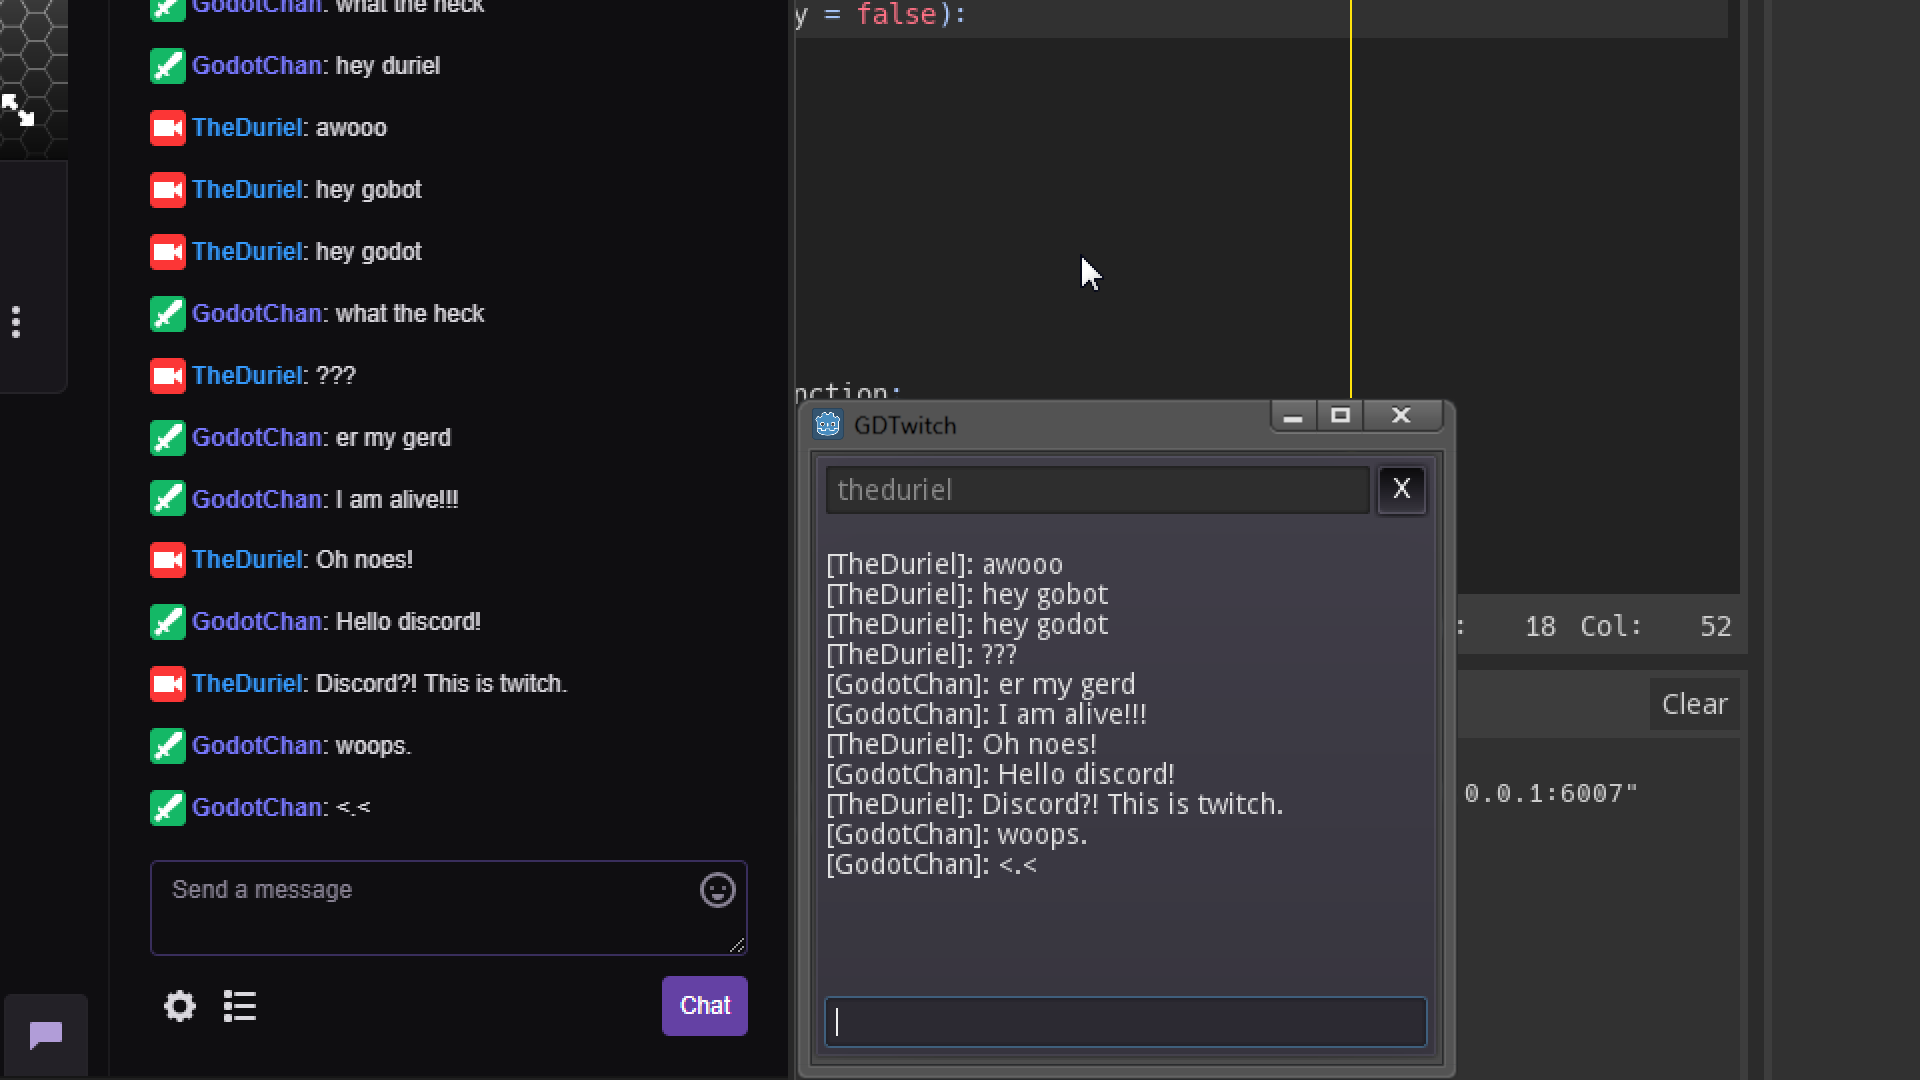 GodotChan: what the heck
GodotChan: hey duriel
TheDuriel: awooo
TheDuriel: hey gobot
TheDuriel: hey godot
GodotChan: what the heck
TheDuriel: ???
GodotChan: er my gerd
GodotChan: I am alive!!!
TheDuriel: Oh noes!
GodotChan: Hello discord!
TheDuriel: Discord?! This is twitch.
GodotChan: woops.
GodotChan: <.<
Send a message
Chat
y = false):
nction:
GDTwitch
theduriel
X
[TheDuriel]: awooo
[TheDuriel]: hey gobot
[TheDuriel]: hey godot
[TheDuriel]: ???
[GodotChan]: er my gerd
[GodotChan]: I am alive!!!
[TheDuriel]: Oh noes!
[GodotChan]: Hello discord!
[TheDuriel]: Discord?! This is twitch.
[GodotChan]: woops.
[GodotChan]: <.<
: 18 Col: 52
Clear
0.0.1:6007"